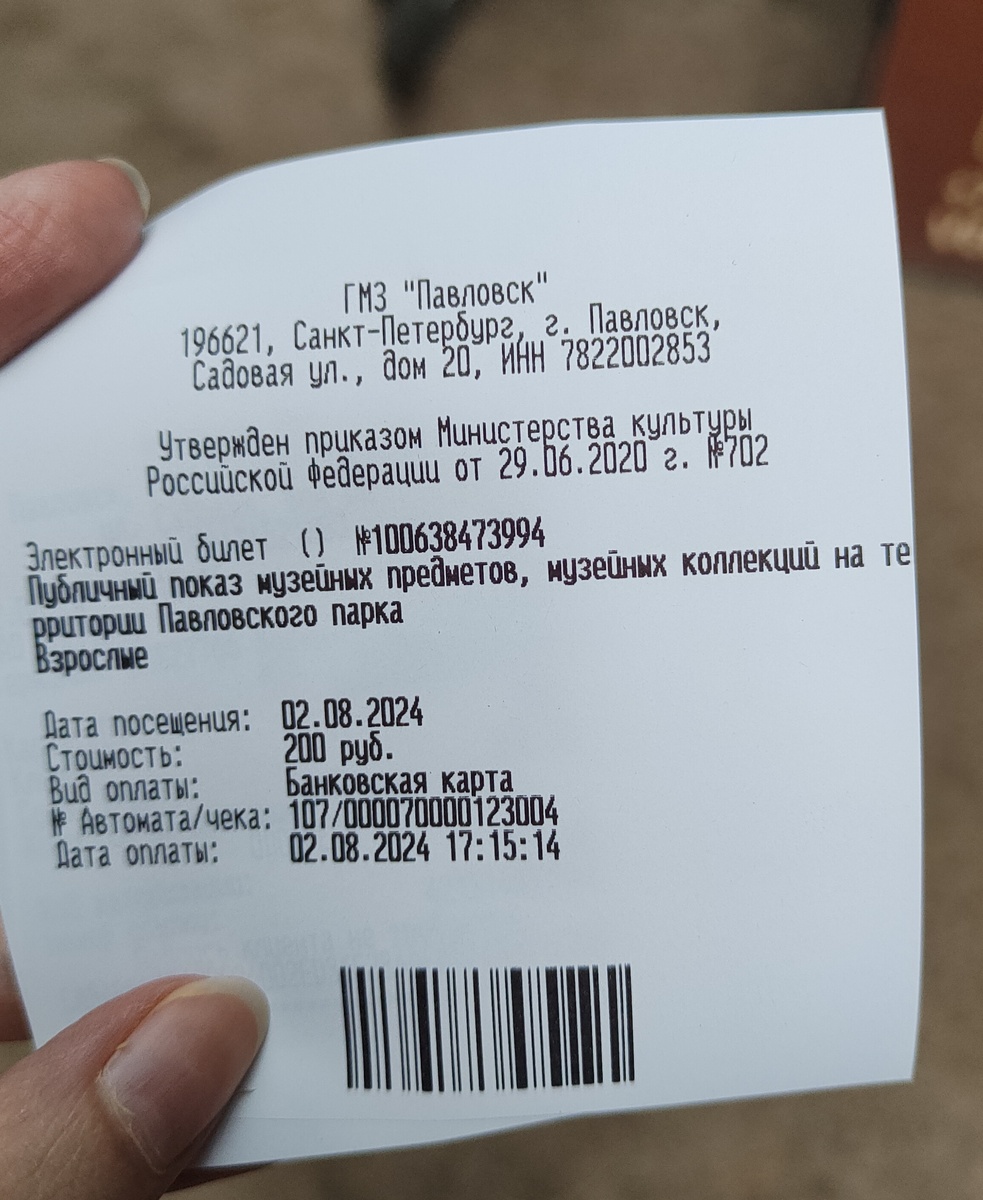 ГМЗ "Павловск"
196621, Санкт-Петербург, г. Павловск,
Садовая ул., дом 20, ИНН 7822002853
Утвержден приказом Министерства культуры
Российской Федерации от 29.06.2020 г. №702
Электронный билет () №100638473994
Публичный показ музейных предметов, музейных коллекций на те
рритории Павловского парка
Взрослые
Дата посещения: 02.08.2024
Стоимость: 200 руб.
Вид оплаты: Банковская карта
№ Автомата/чека: 107/000070000123004
Дата оплаты: 02.08.2024 17:15:14